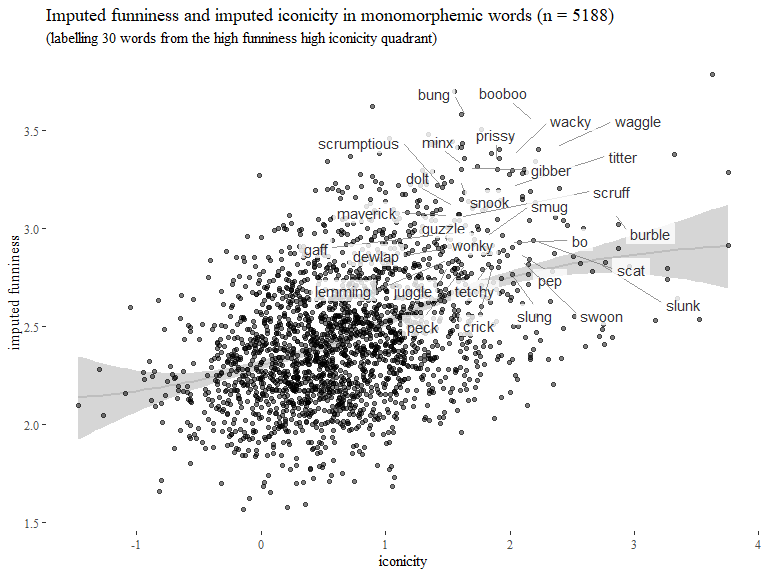 Imputed funniness and imputed iconicity in monomorphemic words (n = 5188)
(labelling 30 words from the high funniness high iconicity quadrant)
bung
booboo
wacky
waggle
scrumptious
minx
prissy
titter
gibber
dolt
scruff
snook
smug
maverick
guzzle
burble
gaff
wonky
bo
dewlap
scat
pep
lemming
juggle
tetchy
slunk
slung
swoon
peck
crick
imputed funniness
3.5
3.0
2.5
2.0
1.5
-1
0
1
2
3
4
iconicity